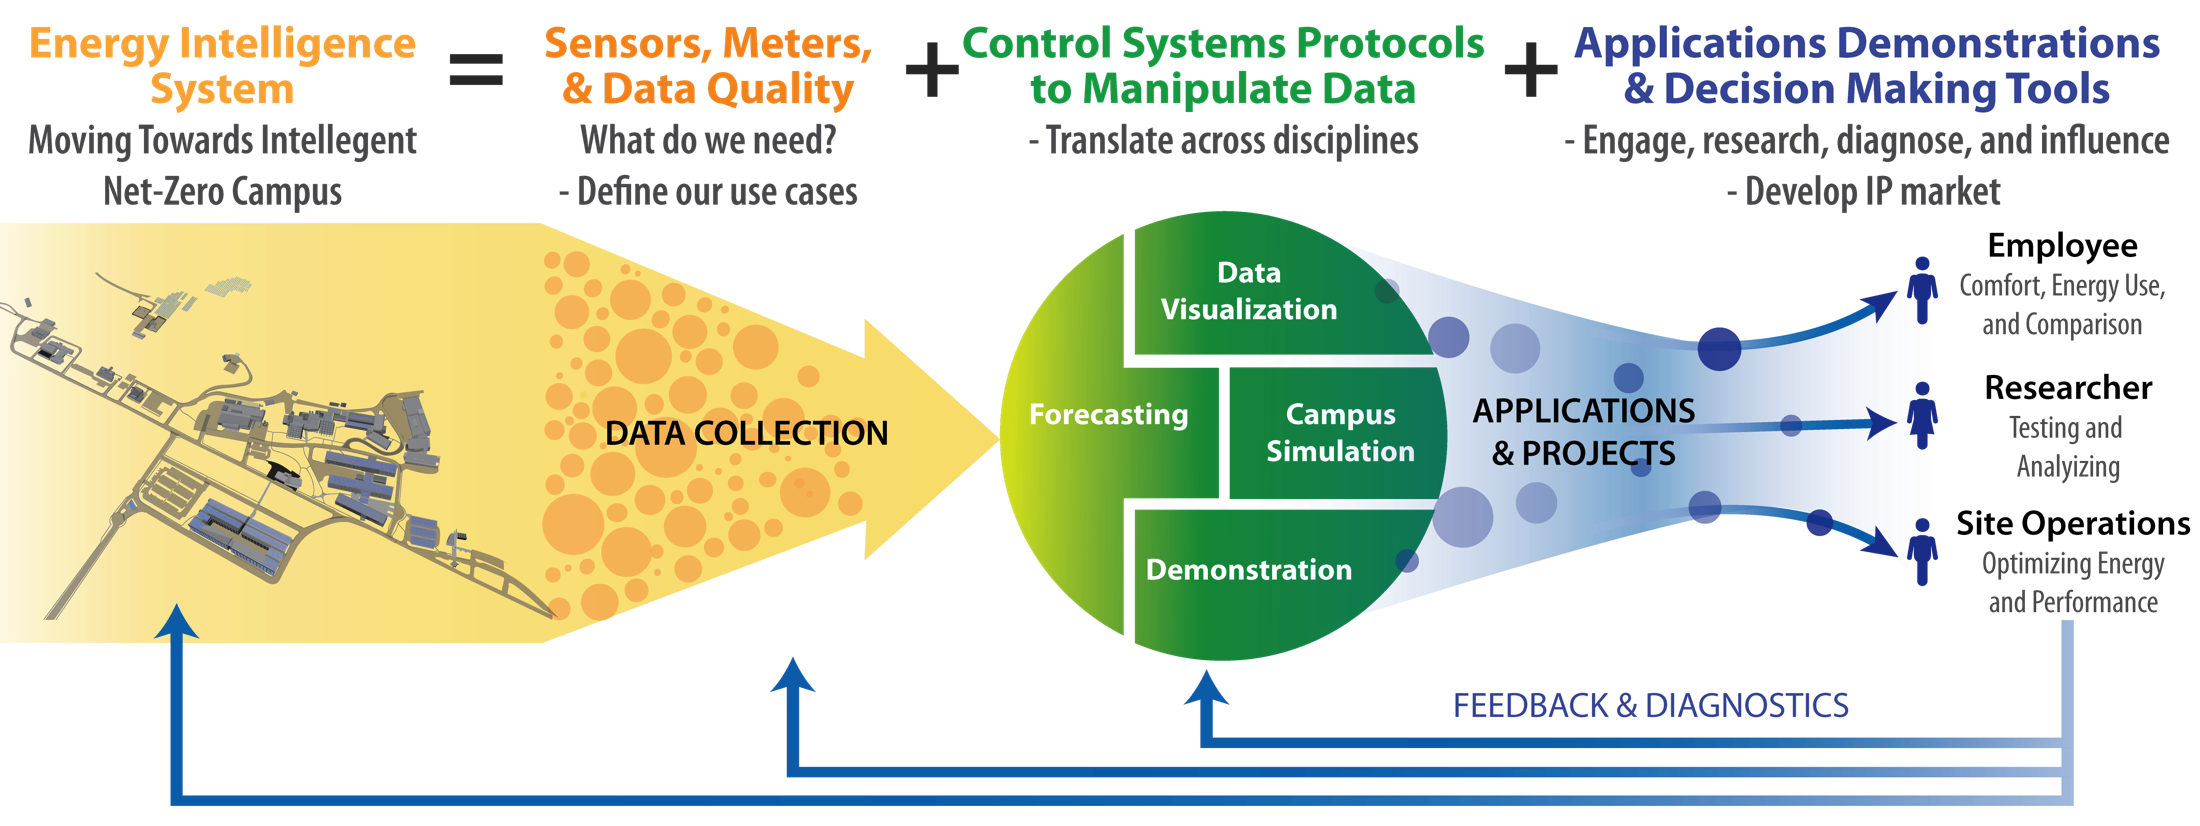 Energy Intelligence
System
Moving Towards Intellegent
Net-Zero Campus
=
Sensors, Meters,
& Data Quality
What do we need?
- Define our use cases
+
Control Systems Protocols
to Manipulate Data
- Translate across disciplines
+
Applications Demonstrations
& Decision Making Tools
- Engage, research, diagnose, and influence
- Develop IP market
DATA COLLECTION
Data
Visualization
Forecasting
Campus
Simulation
Demonstration
APPLICATIONS
& PROJECTS
Employee
Comfort, Energy Use,
and Comparison
Researcher
Testing and
Analyizing
Site Operations
Optimizing Energy
and Performance
FEEDBACK & DIAGNOSTICS